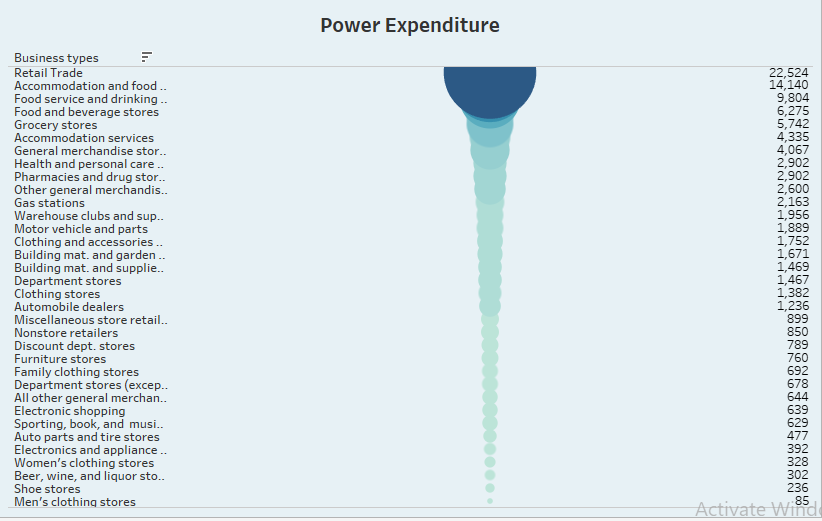 Power Expenditure
Business types
Retail Trade 22,524
Accommodation and food .. 14,140
Food service and drinking .. 9,804
Food and beverage stores 6,275
Grocery stores 5,742
Accommodation services 4,335
General merchandise stor.. 4,067
Health and personal care .. 2,902
Pharmacies and drug stor.. 2,902
Other general merchandis.. 2,600
Gas stations 2,163
Warehouse clubs and sup.. 1,956
Motor vehicle and parts 1,889
Clothing and accessories .. 1,752
Building mat. and garden .. 1,671
Building mat. and supplie.. 1,469
Department stores 1,467
Clothing stores 1,382
Automobile dealers 1,236
Miscellaneous store retail.. 899
Nonstore retailers 850
Discount dept. stores 789
Furniture stores 760
Family clothing stores 692
Department stores (excep.. 678
All other general merchan.. 644
Electronic shopping 639
Sporting, book, and musi.. 629
Auto parts and tire stores 477
Electronics and appliance .. 392
Women's clothing stores 328
Beer, wine, and liquor sto.. 302
Shoe stores 236
Men's clothing stores 85
Activate Windo